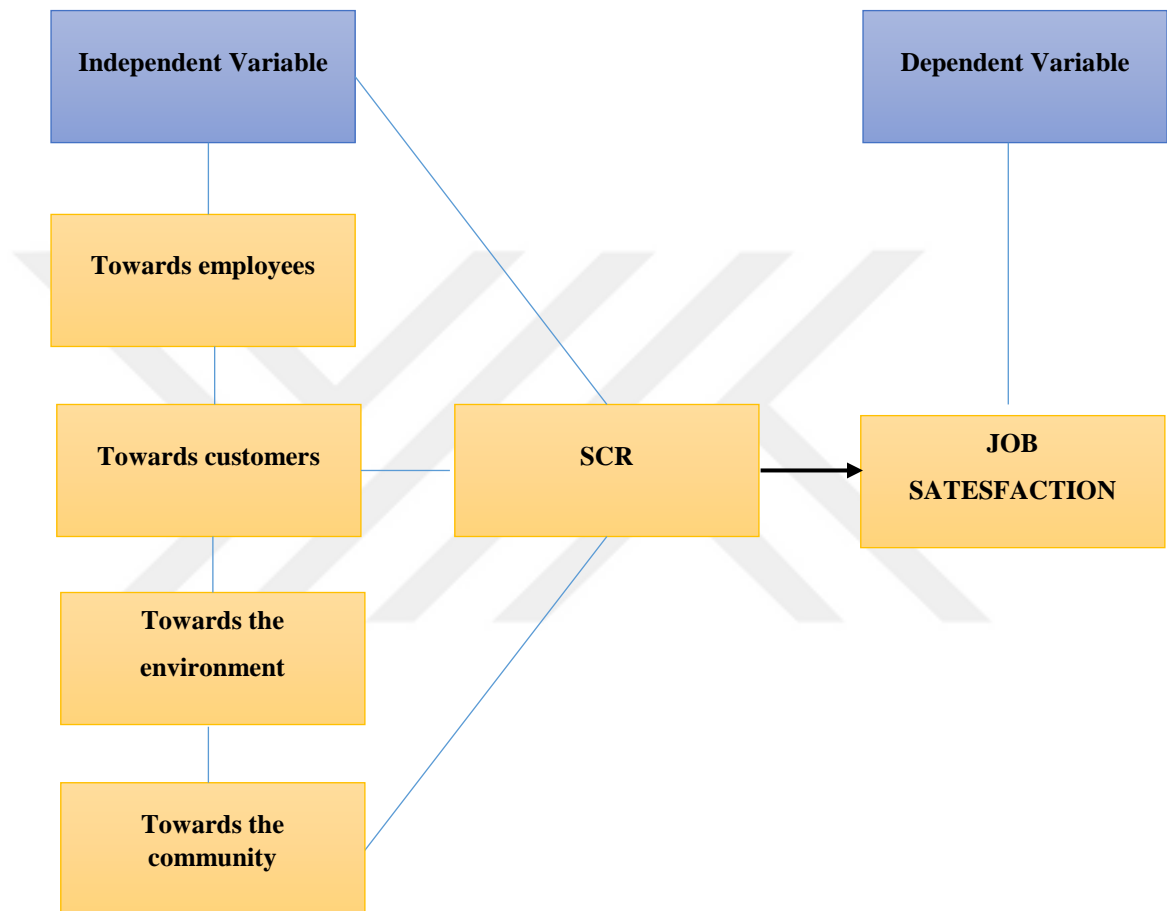 Independent Variable
Dependent Variable
Towards employees
Towards customers
SCR
JOB
SATESFACTION
Towards the
environment
Towards the
community